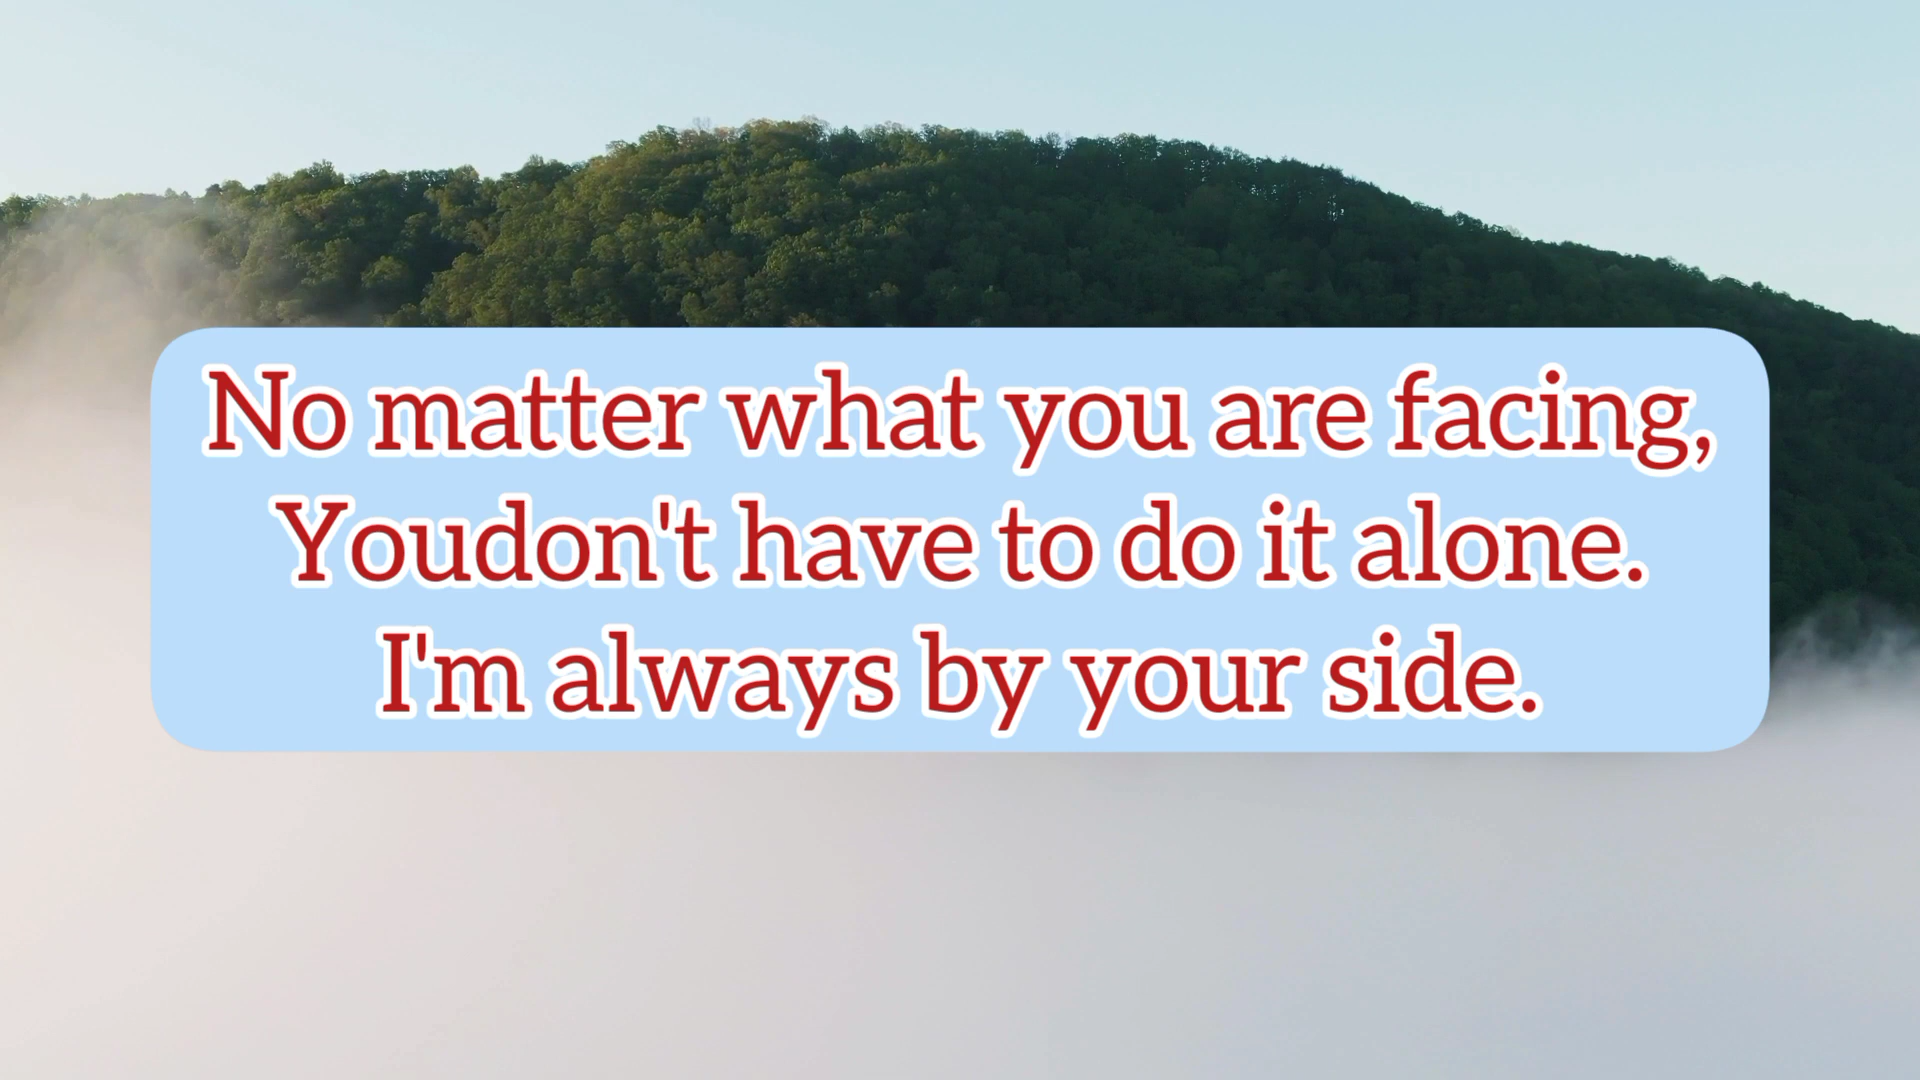 No matter what you are facing,
Youdon't have to do it alone.
I'm always by your side.